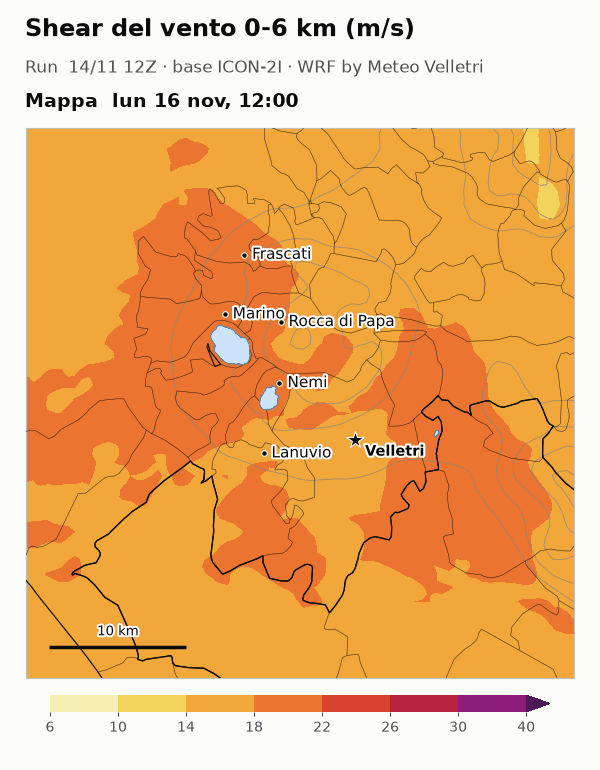 Shear del vento 0-6 km (m/s)
Run  14/11 12Z · base ICON-2I · WRF by Meteo Velletri
Mappa  lun 16 nov, 12:00
Frascati
Marino
Rocca di Papa
Nemi
Velletri
Lanuvio
10 km
6 10 14 18 22 26 30 40